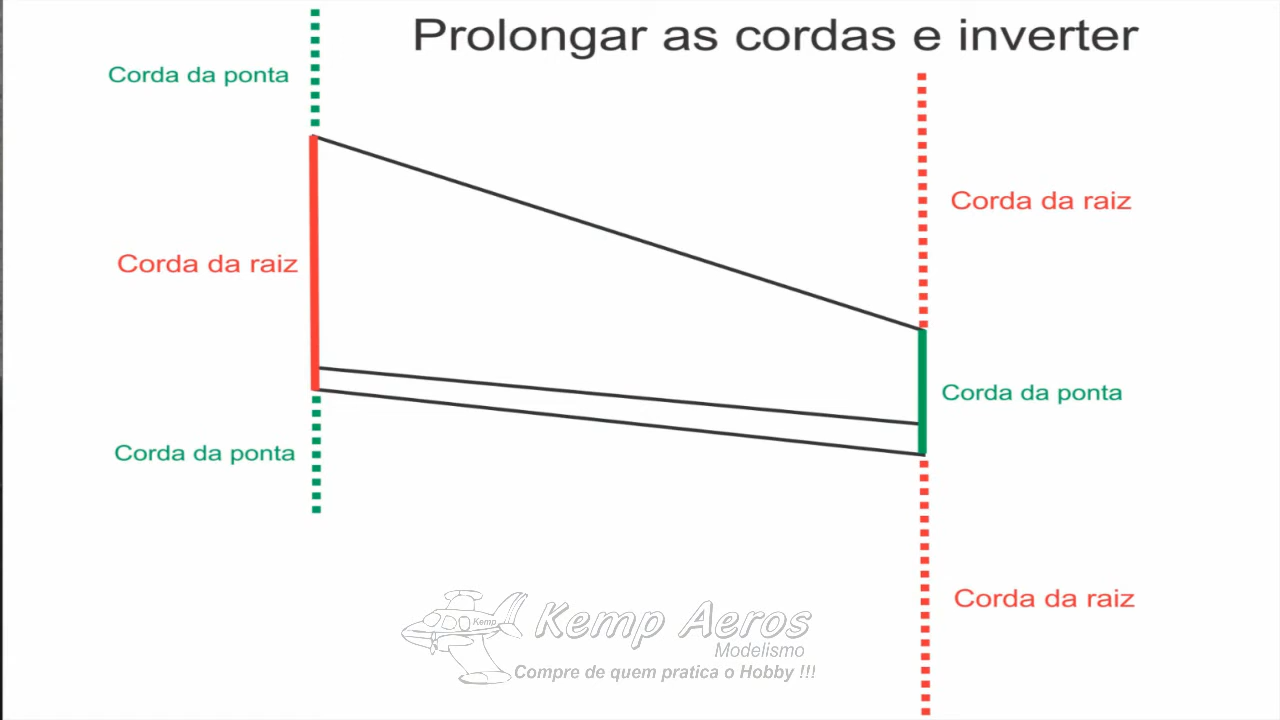 Prolongar as cordas e inverter
Corda da ponta
Corda da raiz
Corda da raiz
Corda da ponta
Corda da ponta
Corda da raiz
Kemp
Kemp Aeros
Modelismo
Compre de quem pratica o Hobby !!!